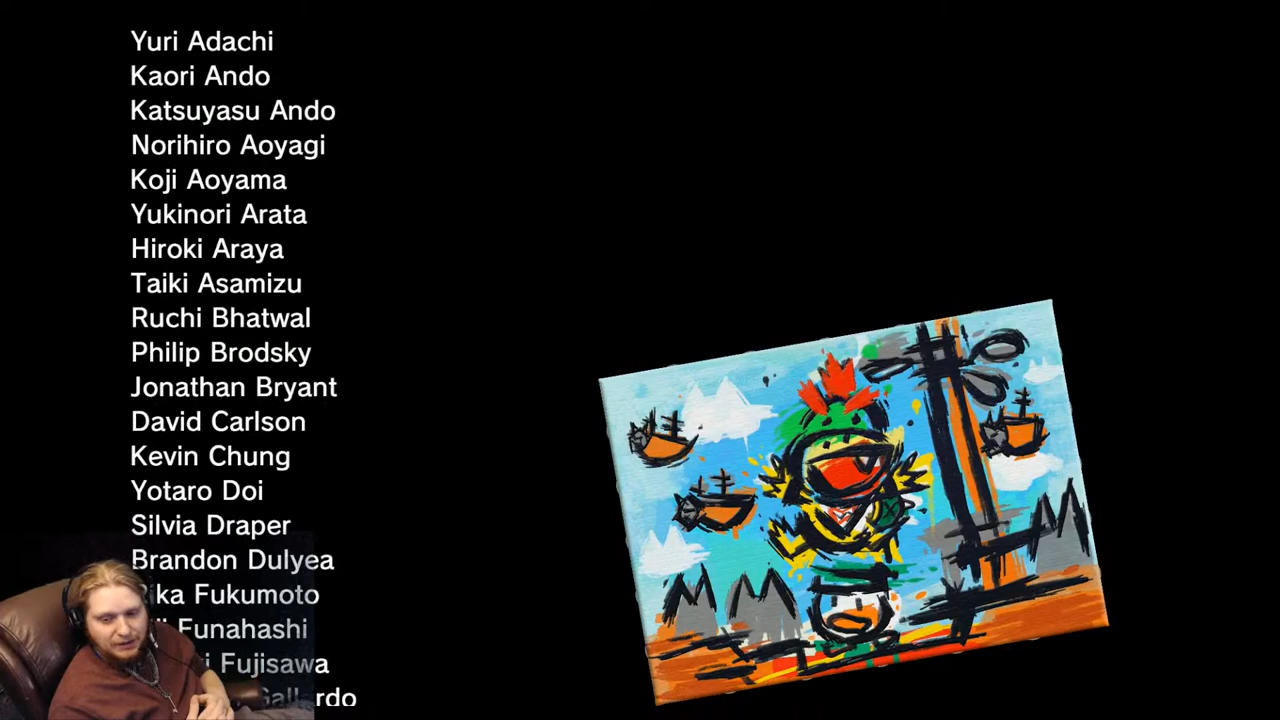 Yuri Adachi
Kaori Ando
Katsuyasu Ando
Norihiro Aoyagi
Koji Aoyama
Yukinori Arata
Hiroki Araya
Taiki Asamizu
Ruchi Bhatwal
Philip Brodsky
Jonathan Bryant
David Carlson
Kevin Chung
Yotaro Doi
Silvia Draper
Brandon Dulyea
Fukumoto
Funahashi
Fujisawa
Gallardo